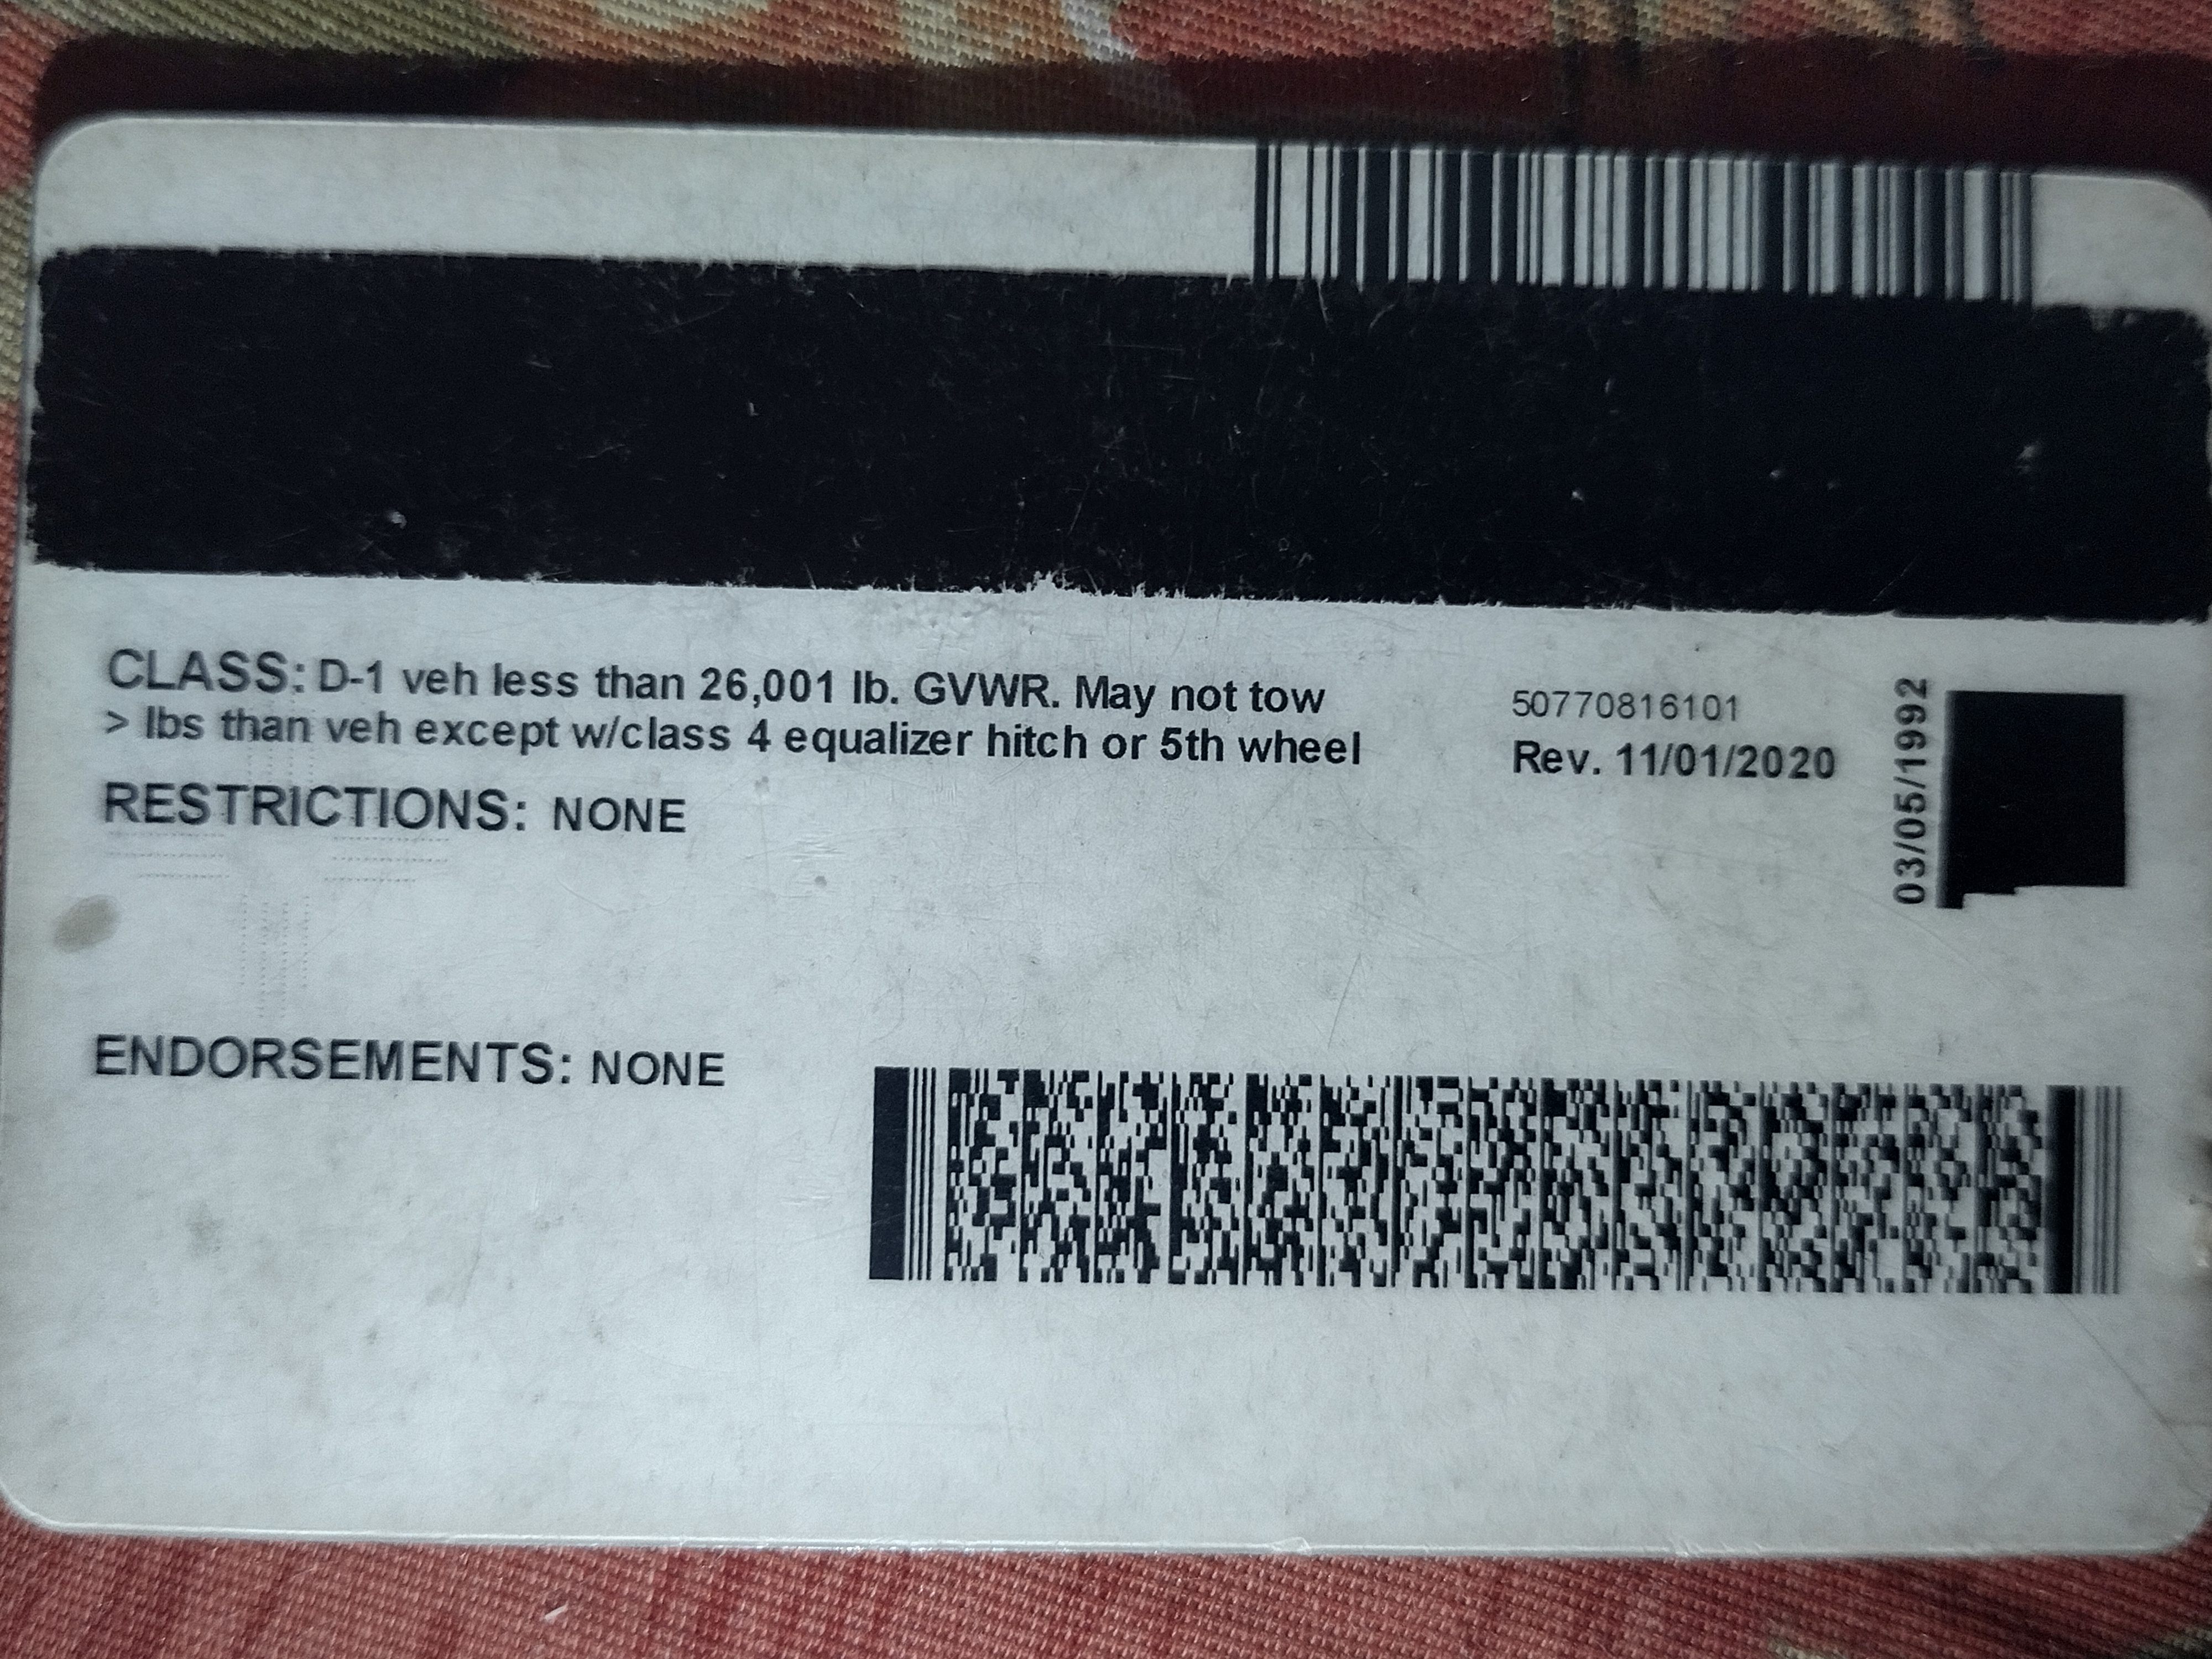 CLASS: D-1 veh less than 26,001 lb. GVWR. May not tow
> lbs than veh except w/class 4 equalizer hitch or 5th wheel
RESTRICTIONS: NONE
ENDORSEMENTS: NONE
50770816101
Rev. 11/01/2020
03/05/1992